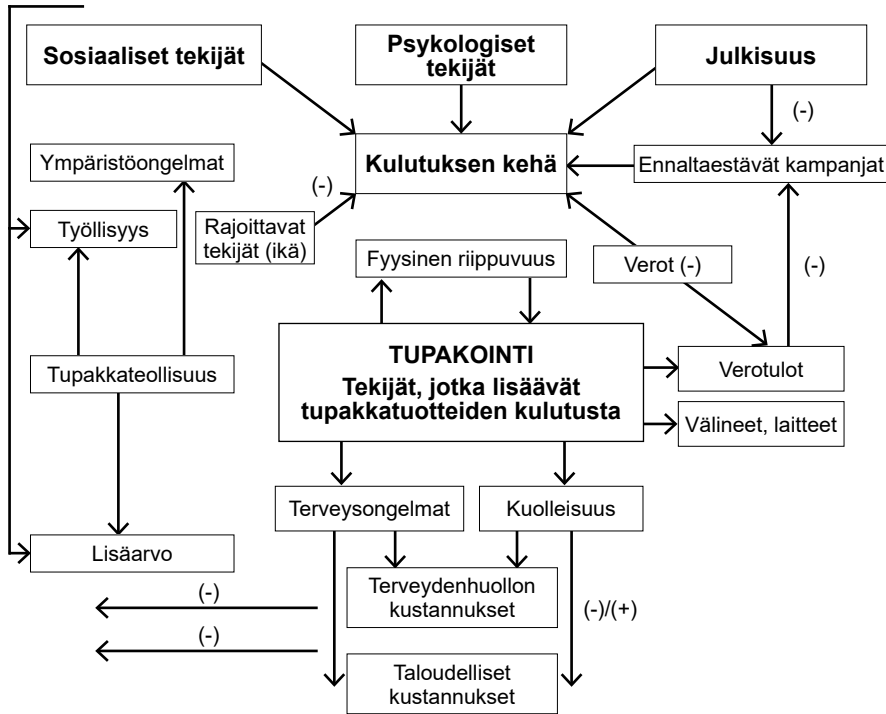 Sosiaaliset tekijät
Psykologiset
tekijät
Julkisuus
(-)
Ympäristöongelmat
Kulutuksen kehä
Ennaltaestävät kampanjat
(-)
Työllisyys
Rajoittavat
tekijät (ikä)
Fyysinen riippuvuus
Verot (-)
(-)
TUPAKOINTI
Tekijät, jotka lisäävät
tupakkatuotteiden kulutusta
Tupakkateollisuus
Verotulot
Välineet, laitteet
Terveysongelmat
Kuolleisuus
Lisäarvo
Terveydenhuollon
kustannukset
(-)
(-)/(+)
(-)
Taloudelliset
kustannukset